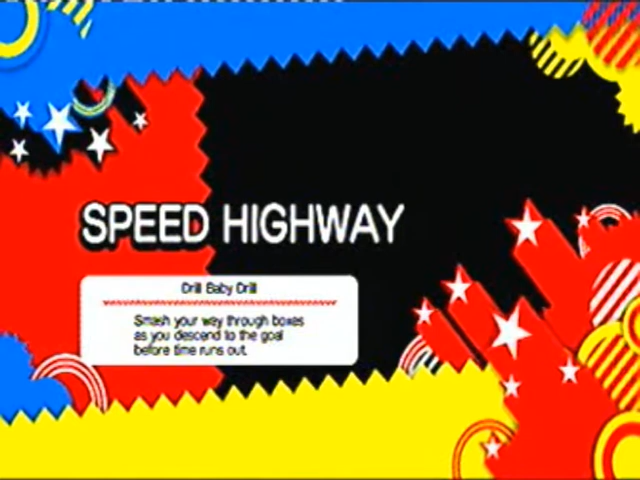 SPEED HIGHWAY
Drill Baby Drill
Smash your way through boxes
as you descend to the goal
before time runs out.